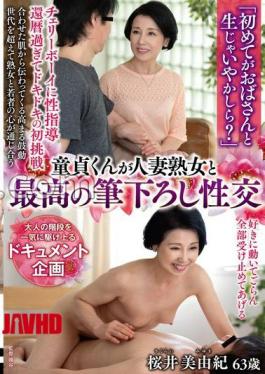 「初めてがおばさんと
生じゃいやかしら?」
チェリーボーイに性指導
還暦過ぎてドキドキの初挑戦
合わせた肌から伝わってくる高まる鼓動
世代を超えて熟女と若者の心が通じ合う
童貞くんが人妻熟女と
最高の筆下ろし性交
大人の階段を
一気に駆け上る
ドキュメント
企画
好きに動いてごらん
全部受け止めてあげる
JAVHD
桜井美由紀 63歳